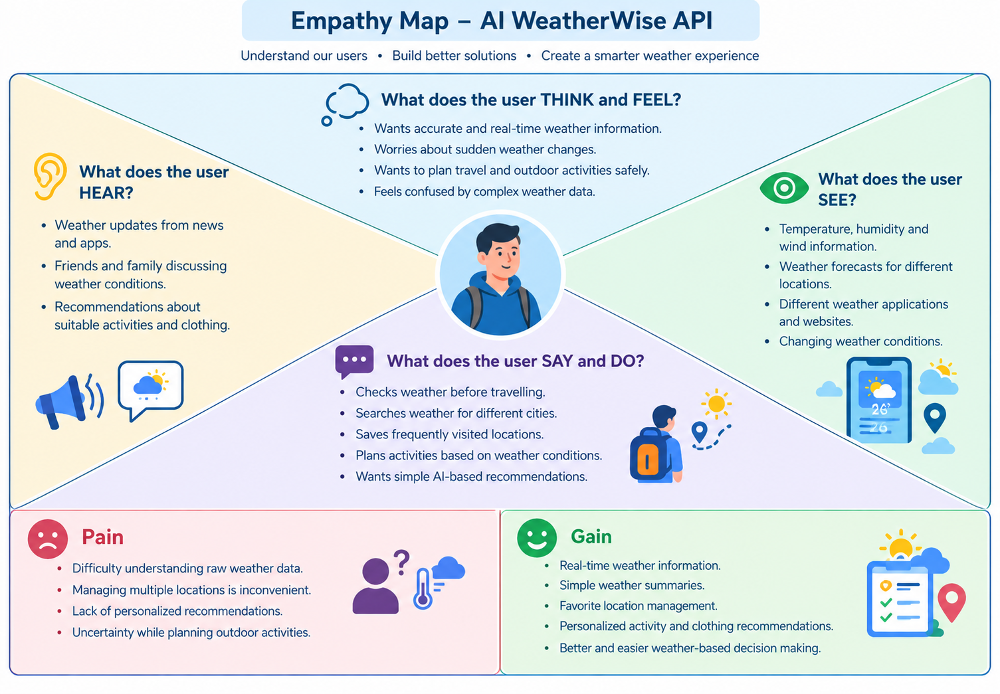 Empathy Map – AI WeatherWise API
Understand our users • Build better solutions • Create a smarter weather experience
What does the user THINK and FEEL?
• Wants accurate and real-time weather information.
• Worries about sudden weather changes.
• Wants to plan travel and outdoor activities safely.
• Feels confused by complex weather data.
What does the user
HEAR?
• Weather updates from news
and apps.
• Friends and family discussing
weather conditions.
• Recommendations about
suitable activities and clothing.
What does the user
SEE?
• Temperature, humidity and
wind information.
• Weather forecasts for different
locations.
• Different weather applications
and websites.
• Changing weather conditions.
26°
26
What does the user SAY and DO?
• Checks weather before travelling.
• Searches weather for different cities.
• Saves frequently visited locations.
• Plans activities based on weather conditions.
• Wants simple AI-based recommendations.
Pain
• Difficulty understanding raw weather data.
• Managing multiple locations is inconvenient.
• Lack of personalized recommendations.
• Uncertainty while planning outdoor activities.
?
Gain
• Real-time weather information.
• Simple weather summaries.
• Favorite location management.
• Personalized activity and clothing recommendations.
• Better and easier weather-based decision making.